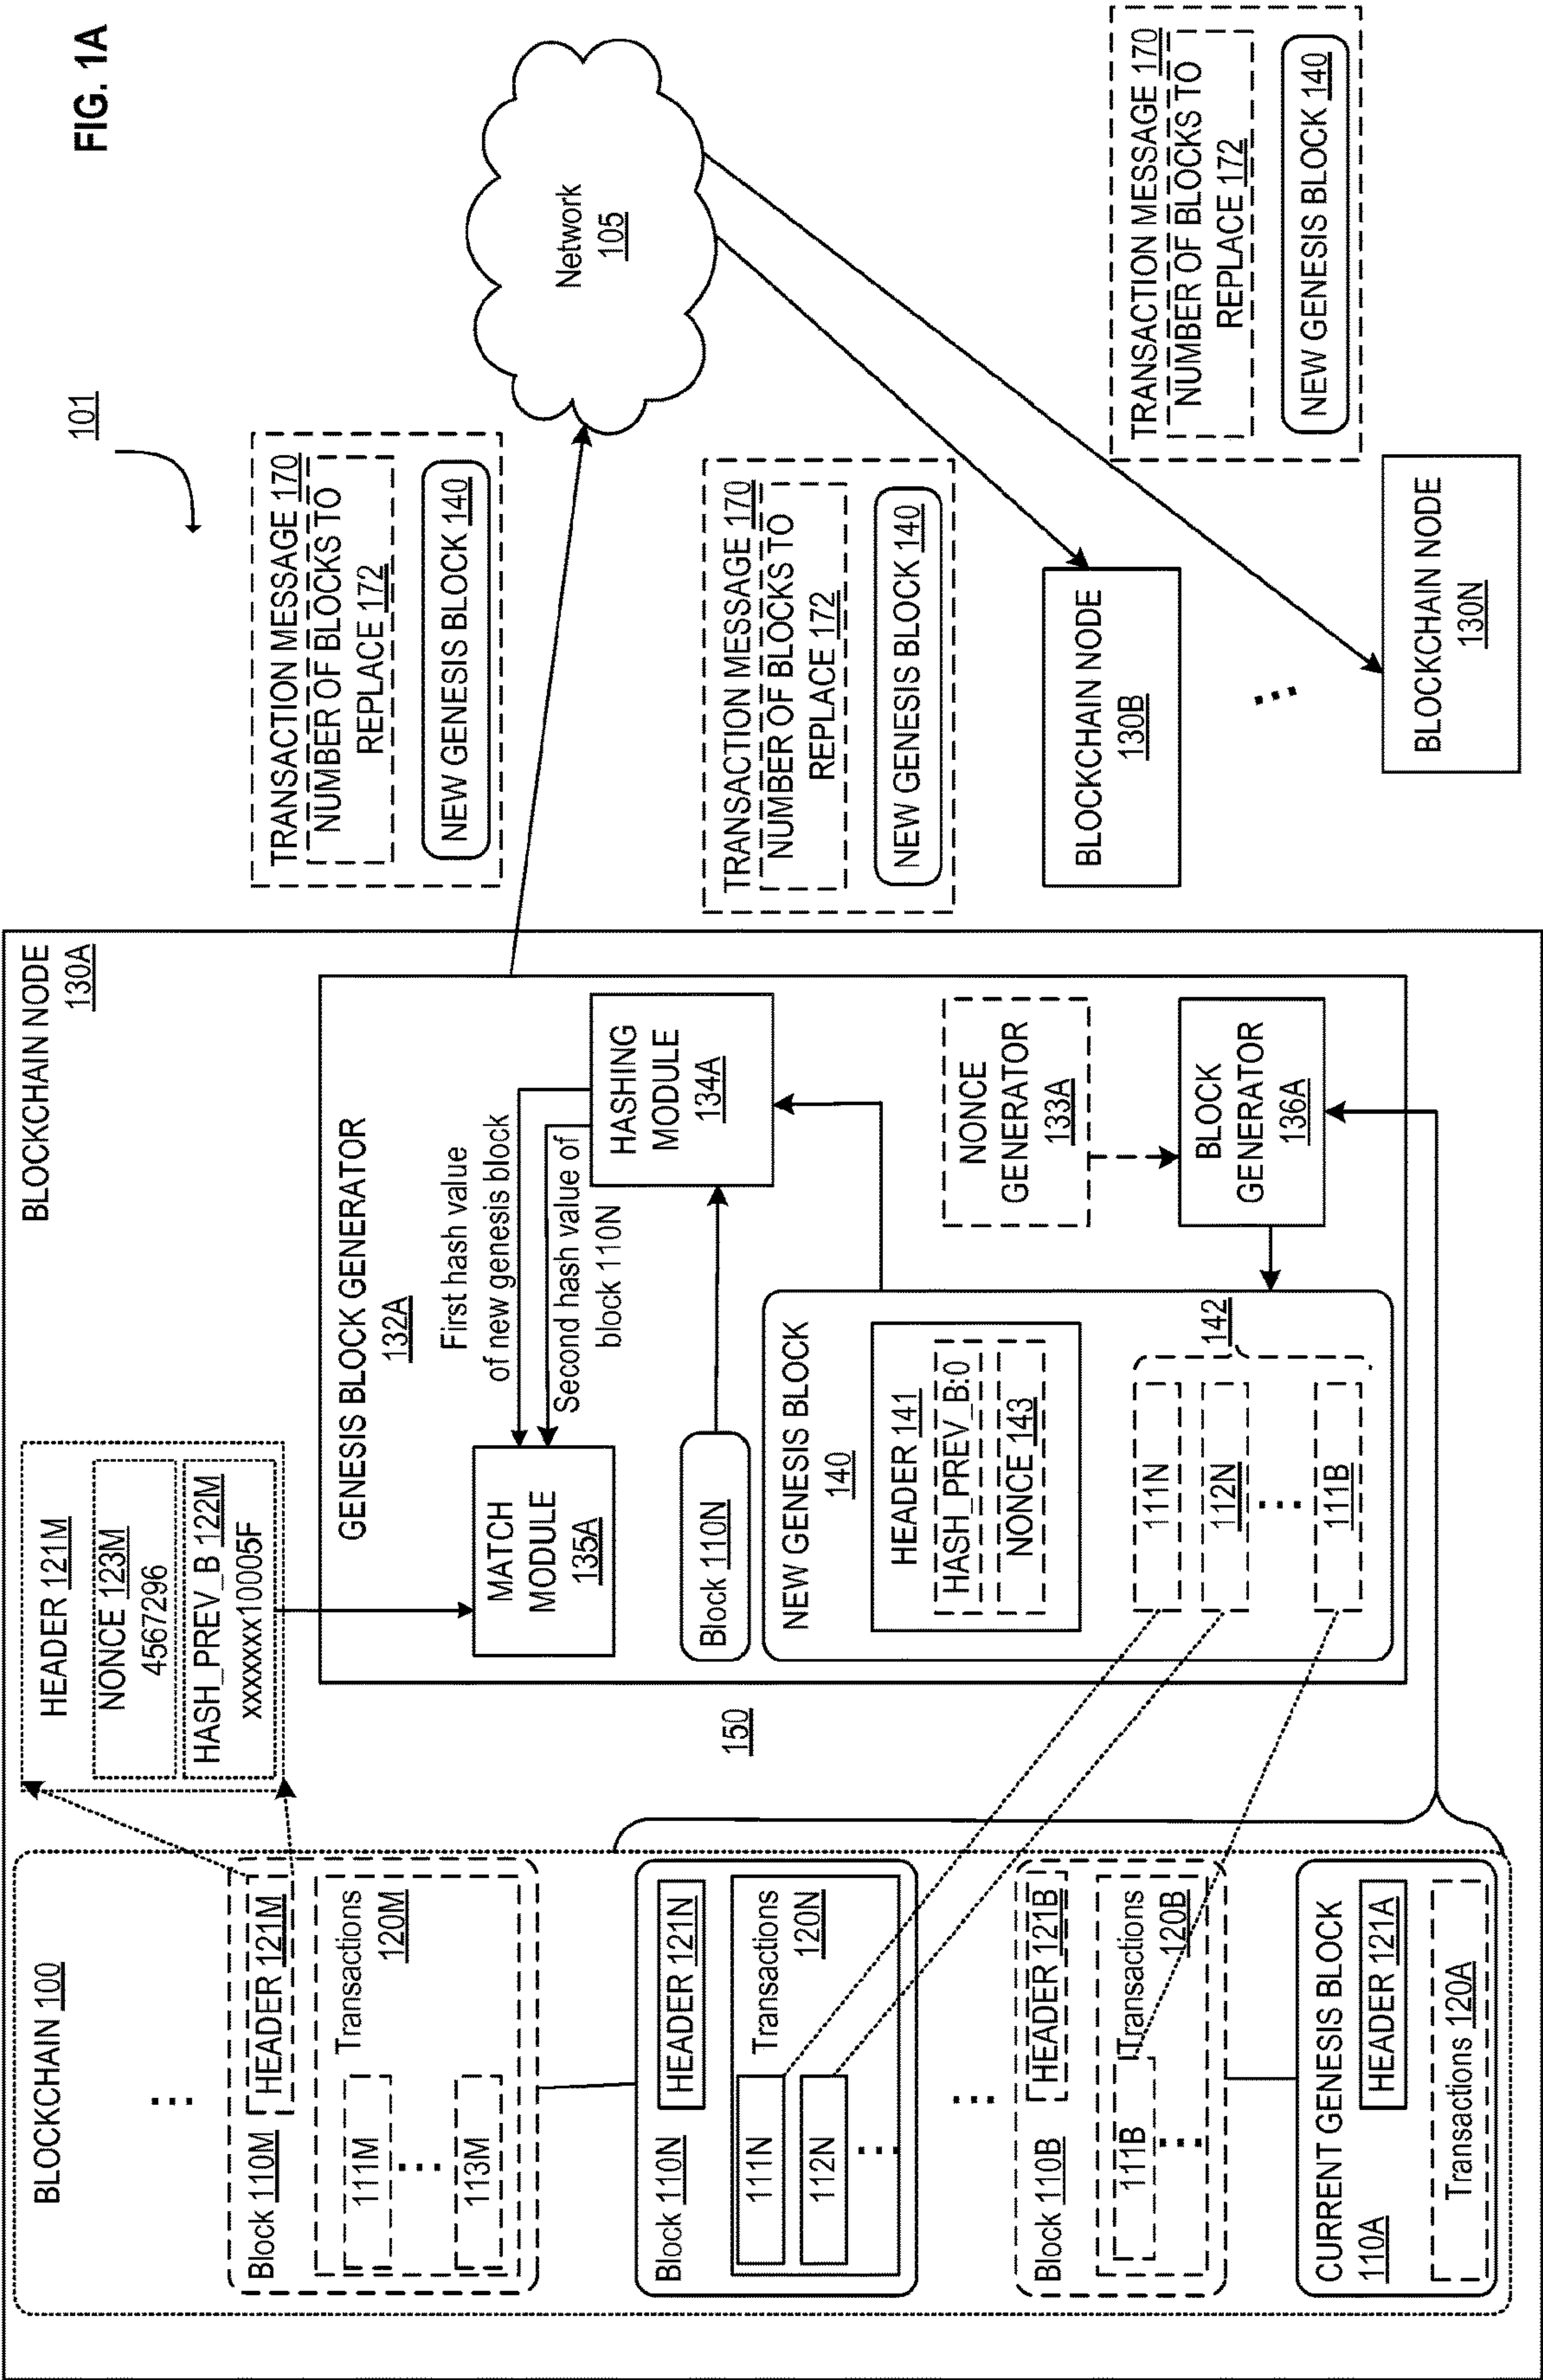 FIG. 1A
101
BLOCKCHAIN NODE
130A
BLOCKCHAIN 100
Block 110M
HEADER 121M
Transactions
120M
111M
113M
Block 110N
HEADER 121N
Transactions
120N
111N
112N
Block 110B
HEADER 121B
Transactions
120B
111B
CURRENT GENESIS BLOCK
110A
HEADER 121A
Transactions 120A
HEADER 121M
NONCE 123M
4567296
HASH_PREV_B 122M
xxxxxxx10005F
150
GENESIS BLOCK GENERATOR
132A
MATCH
MODULE
135A
First hash value
of new genesis block
Second hash value of
block 110N
HASHING
MODULE
134A
Block 110N
NEW GENESIS BLOCK
140
HEADER 141
HASH_PREV_B:0
NONCE 143
111N
112N
111B
142
NONCE
GENERATOR
133A
BLOCK
GENERATOR
136A
TRANSACTION MESSAGE 170
NUMBER OF BLOCKS TO
REPLACE 172
NEW GENESIS BLOCK 140
Network
105
TRANSACTION MESSAGE 170
NUMBER OF BLOCKS TO
REPLACE 172
NEW GENESIS BLOCK 140
BLOCKCHAIN NODE
130B
TRANSACTION MESSAGE 170
NUMBER OF BLOCKS TO
REPLACE 172
NEW GENESIS BLOCK 140
BLOCKCHAIN NODE
130N